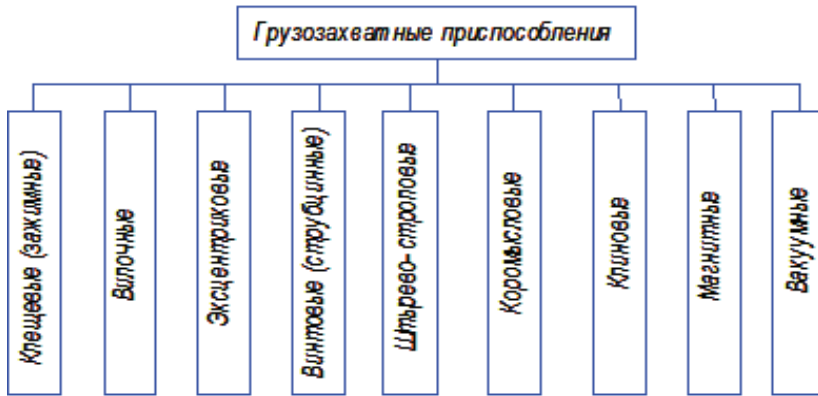 Грузозахватные приспособления
Клещевые (зажимные)
Вилочные
Эксцентриковые
Винтовые (струбцинные)
Штырево-строповые
Коромысловые
Клиновые
Магнитные
Вакуумные